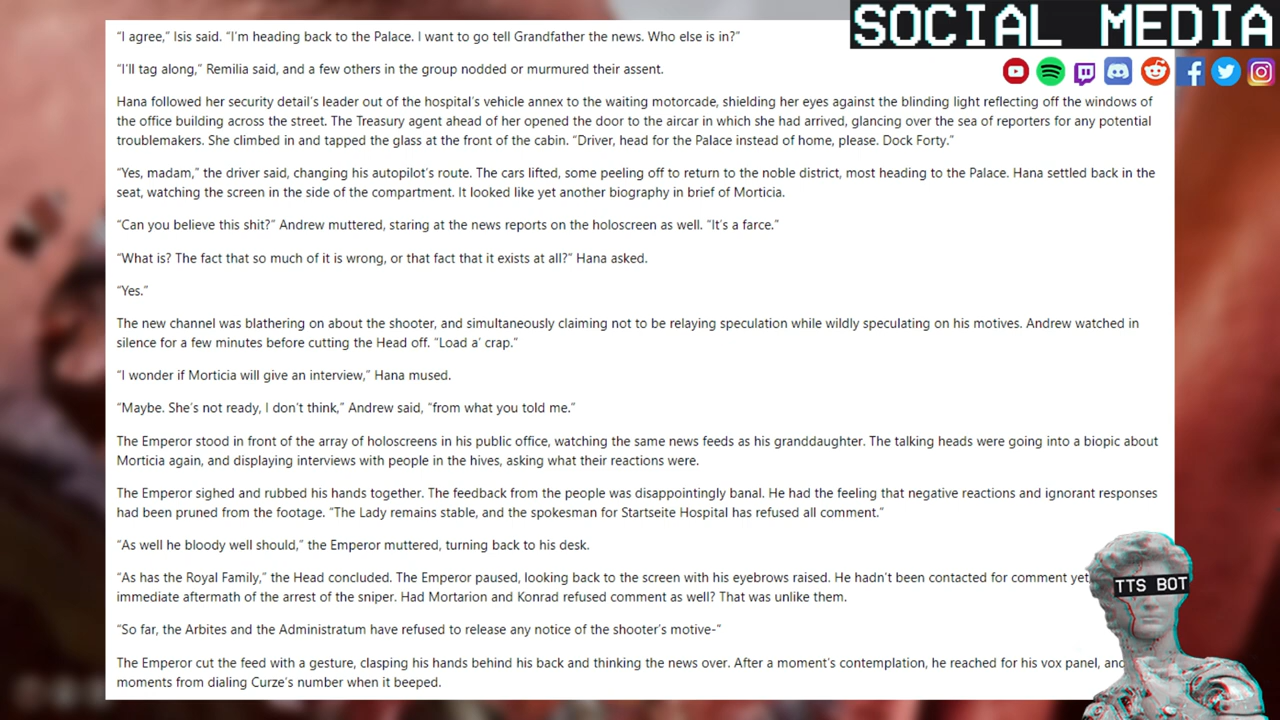 SOCIAL MEDIA
“I agree,” Isis said. “I’m heading back to the Palace. I want to go tell Grandfather the news. Who else is in?”
“I’ll tag along,” Remilia said, and a few others in the group nodded or murmured their assent.
Hana followed her security detail’s leader out of the hospital’s vehicle annex to the waiting motorcade, shielding her eyes against the blinding light reflecting off the windows of
the office building across the street. The Treasury agent ahead of her opened the door to the aircar in which she had arrived, glancing over the sea of reporters for any potential
troublemakers. She climbed in and tapped the glass at the front of the cabin. “Driver, head for the Palace instead of home, please. Dock Forty.”
“Yes, madam,” the driver said, changing his autopilot’s route. The cars lifted, some peeling off to return to the noble district, most heading to the Palace. Hana settled back in the
seat, watching the screen in the side of the compartment. It looked like yet another biography in brief of Morticia.
“Can you believe this shit?” Andrew muttered, staring at the news reports on the holoscreen as well. “It’s a farce.”
“What is? The fact that so much of it is wrong, or that fact that it exists at all?” Hana asked.
“Yes.”
The new channel was blathering on about the shooter, and simultaneously claiming not to be relaying speculation while wildly speculating on his motives. Andrew watched in
silence for a few minutes before cutting the Head off. “Load a’ crap.”
“I wonder if Morticia will give an interview,” Hana mused.
“Maybe. She’s not ready, I don’t think,” Andrew said, “from what you told me.”
The Emperor stood in front of the array of holoscreens in his public office, watching the same news feeds as his granddaughter. The talking heads were going into a biopic about
Morticia again, and displaying interviews with people in the hives, asking what their reactions were.
The Emperor sighed and rubbed his hands together. The feedback from the people was disappointingly banal. He had the feeling that negative reactions and ignorant responses
had been pruned from the footage. “The Lady remains stable, and the spokesman for Startseite Hospital has refused all comment.”
“As well he bloody well should,” the Emperor muttered, turning back to his desk.
“As has the Royal Family,” the Head concluded. The Emperor paused, looking back to the screen with his eyebrows raised. He hadn’t been contacted for comment yet,
immediate aftermath of the arrest of the sniper. Had Mortarion and Konrad refused comment as well? That was unlike them.
“So far, the Arbites and the Administratum have refused to release any notice of the shooter’s motive-”
The Emperor cut the feed with a gesture, clasping his hands behind his back and thinking the news over. After a moment’s contemplation, he reached for his vox panel, and
moments from dialing Curze’s number when it beeped.
TTS BOT